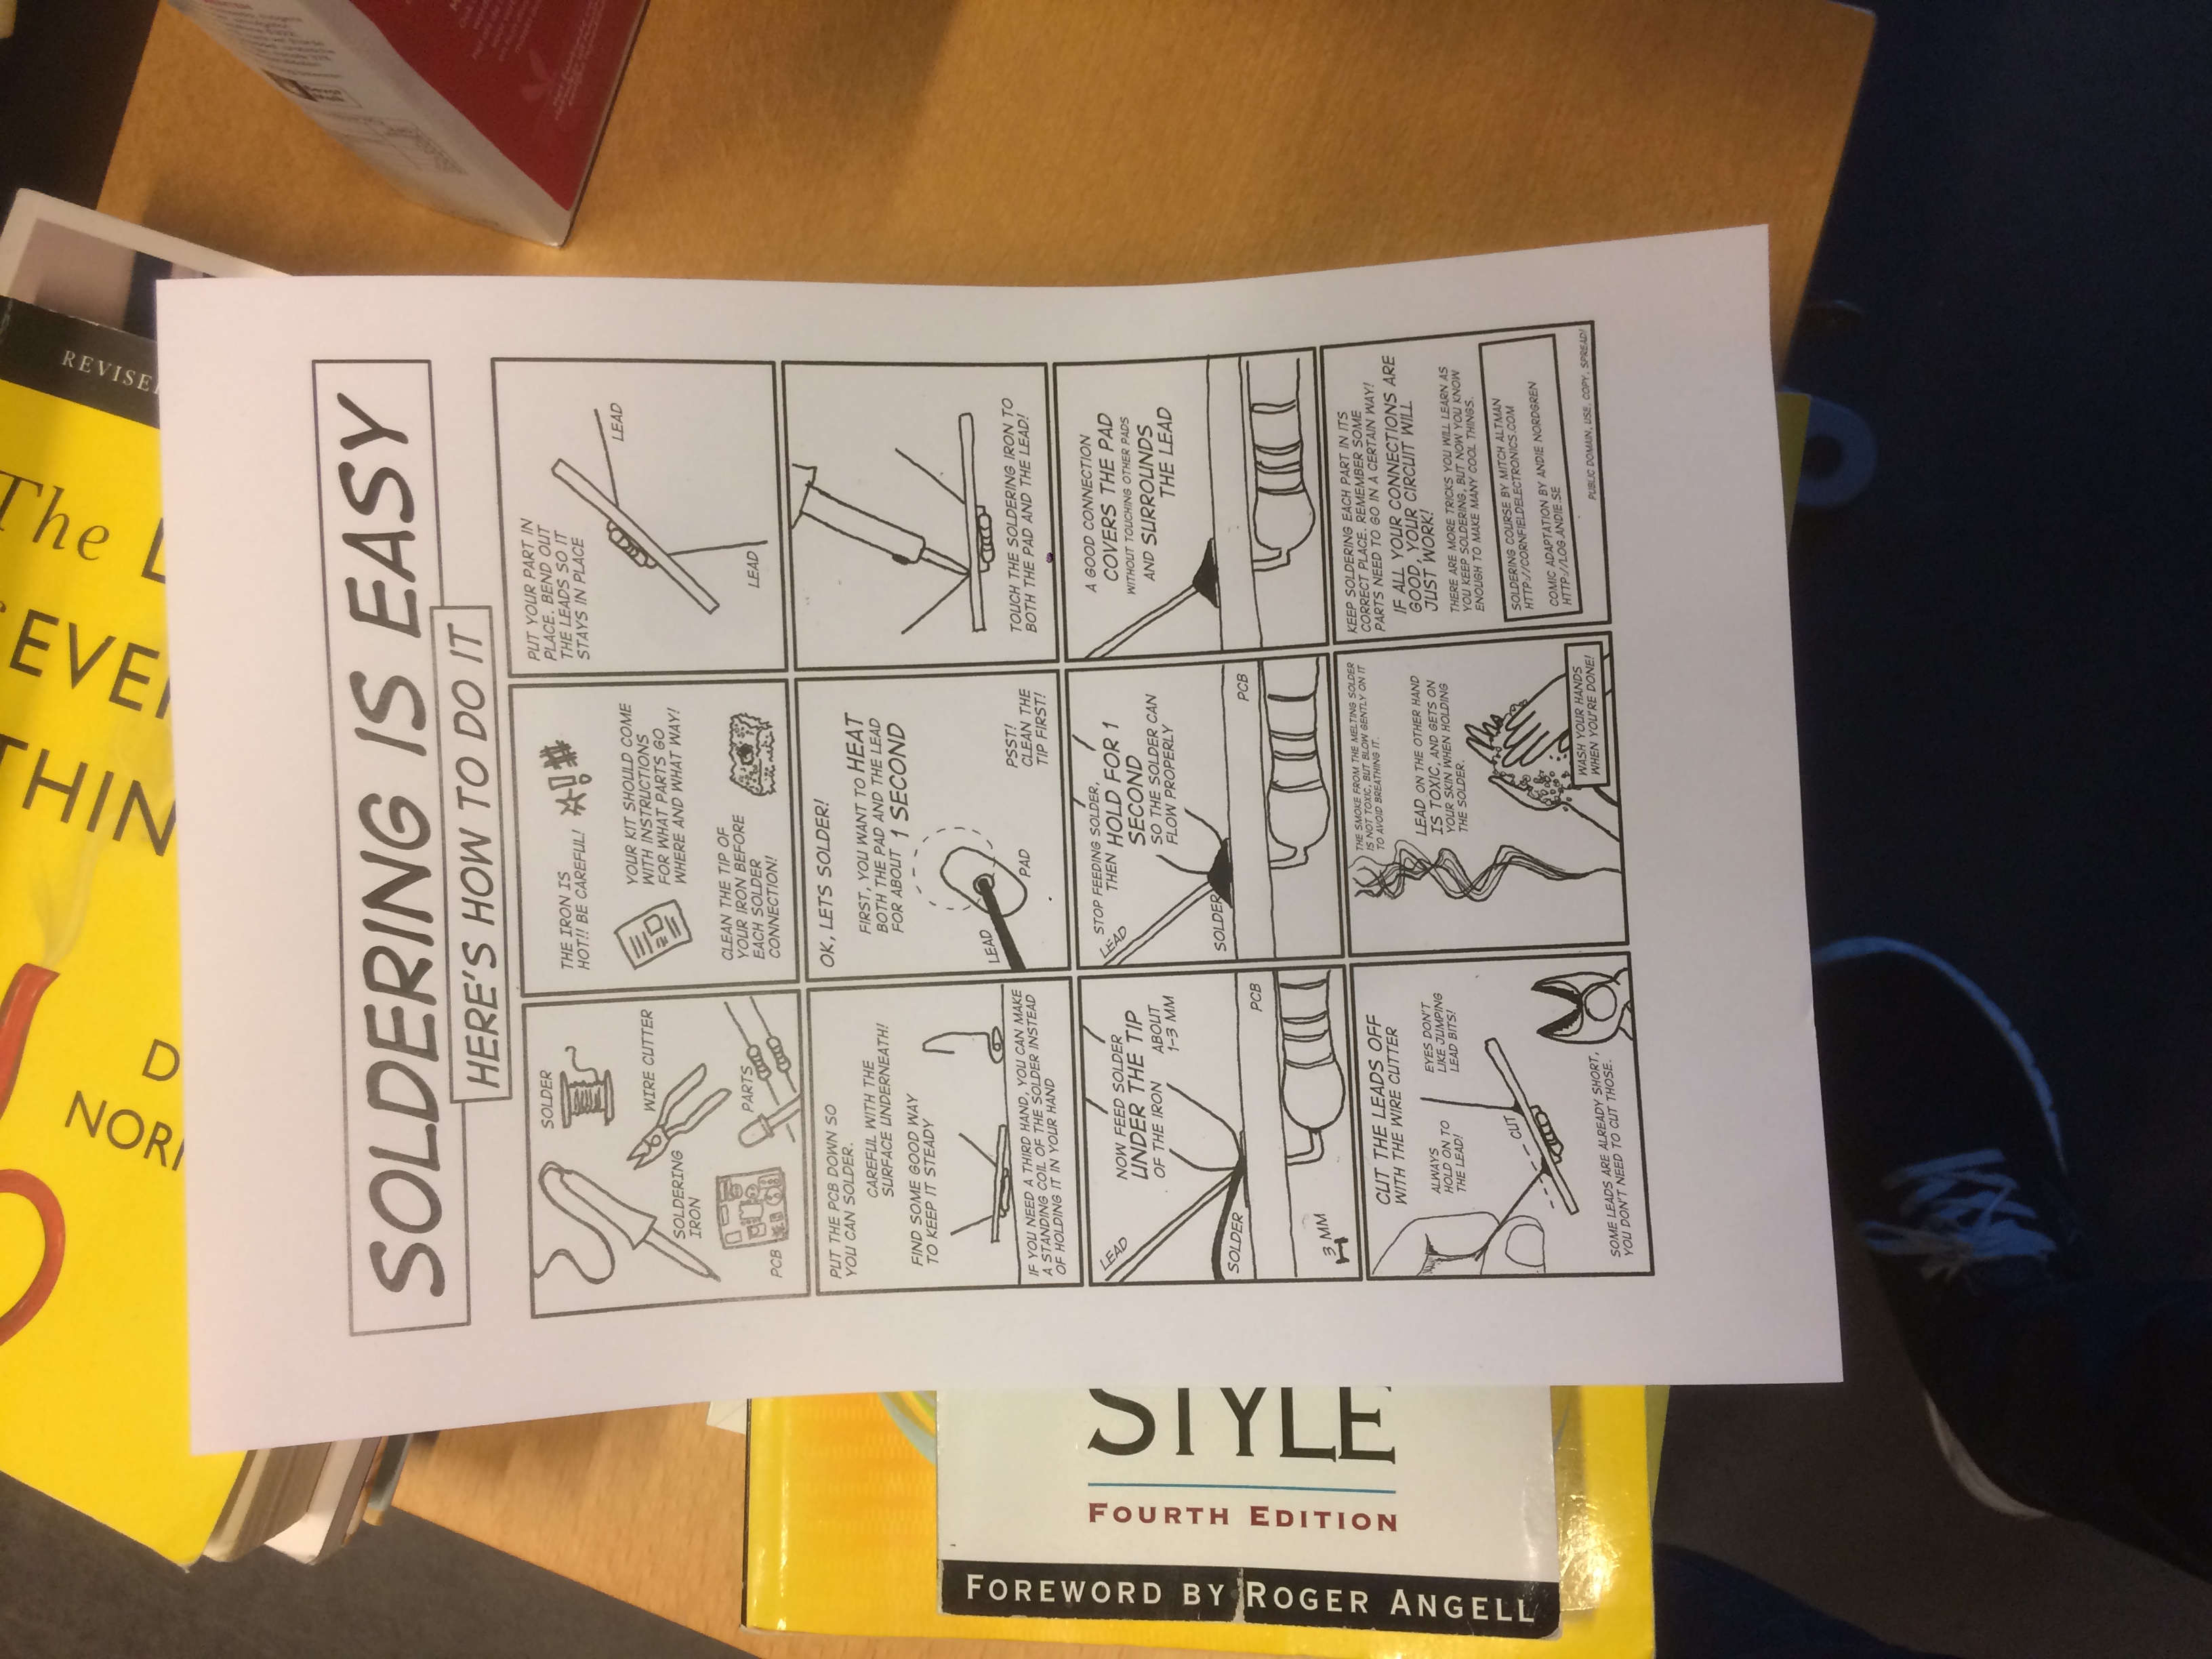 The
EVE
THIN
D
NOR
REVISE
SOLDERING IS EASY
HERE'S HOW TO DO IT
SOLDER
WIRE CUTTER
SOLDERING
IRON
PCB
PARTS
THE IRON IS
HOT!! BE CAREFUL!
*!#
YOUR KIT SHOULD COME
WITH INSTRUCTIONS
FOR WHAT PARTS GO
WHERE AND WHAT WAY!
CLEAN THE TIP OF
YOUR IRON BEFORE
EACH SOLDER
CONNECTION!
PUT YOUR PART IN
PLACE. BEND OUT
THE LEADS SO IT
STAYS IN PLACE
LEAD
LEAD
PUT THE PCB DOWN SO
YOU CAN SOLDER.
CAREFUL WITH THE
SURFACE UNDERNEATH!
FIND SOME GOOD WAY
TO KEEP IT STEADY
IF YOU NEED A THIRD HAND, YOU CAN MAKE
A STANDING COIL OF THE SOLDER INSTEAD
OF HOLDING IT IN YOUR HAND
OK, LETS SOLDER!
FIRST, YOU WANT TO HEAT
BOTH THE PAD AND THE LEAD
FOR ABOUT 1 SECOND
LEAD
PAD
PSST!
CLEAN THE
TIP FIRST!
TOUCH THE SOLDERING IRON TO
BOTH THE PAD AND THE LEAD!
LEAD
NOW FEED SOLDER
UNDER THE TIP
OF THE IRON
ABOUT
1-3 MM
SOLDER
PCB
3 MM
STOP FEEDING SOLDER,
THEN HOLD FOR 1
SECOND
SO THE SOLDER CAN
FLOW PROPERLY
LEAD
SOLDER
PCB
A GOOD CONNECTION
COVERS THE PAD
WITHOUT TOUCHING OTHER PADS
AND SURROUNDS
THE LEAD
CUT THE LEADS OFF
WITH THE WIRE CUTTER
ALWAYS
HOLD ON TO
THE LEAD!
EYES DON'T
LIKE JUMPING
LEAD BITS!
CUT
SOME LEADS ARE ALREADY SHORT,
YOU DON'T NEED TO CUT THOSE.
THE SMOKE FROM THE MELTING SOLDER
IS NOT TOXIC, BUT BLOW GENTLY ON IT
TO AVOID BREATHING IT.
LEAD ON THE OTHER HAND
IS TOXIC, AND GETS ON
YOUR SKIN WHEN HOLDING
THE SOLDER.
WASH YOUR HANDS
WHEN YOU'RE DONE!
KEEP SOLDERING EACH PART IN ITS
CORRECT PLACE. REMEMBER SOME
PARTS NEED TO GO IN A CERTAIN WAY!
IF ALL YOUR CONNECTIONS ARE
GOOD, YOUR CIRCUIT WILL
JUST WORK!
THERE ARE MORE TRICKS YOU WILL LEARN AS
YOU KEEP SOLDERING, BUT NOW YOU KNOW
ENOUGH TO MAKE MANY COOL THINGS.
SOLDERING COURSE BY MITCH ALTMAN
HTTP://CORNFIELDELECTRONICS.COM
COMIC ADAPTATION BY ANDIE NORDGREN
HTTP://LOG.ANDIE.SE
PUBLIC DOMAIN, USE, COPY, SPREAD!
FOREWORD BY ROGER ANGELL
FOURTH EDITION
STYLE